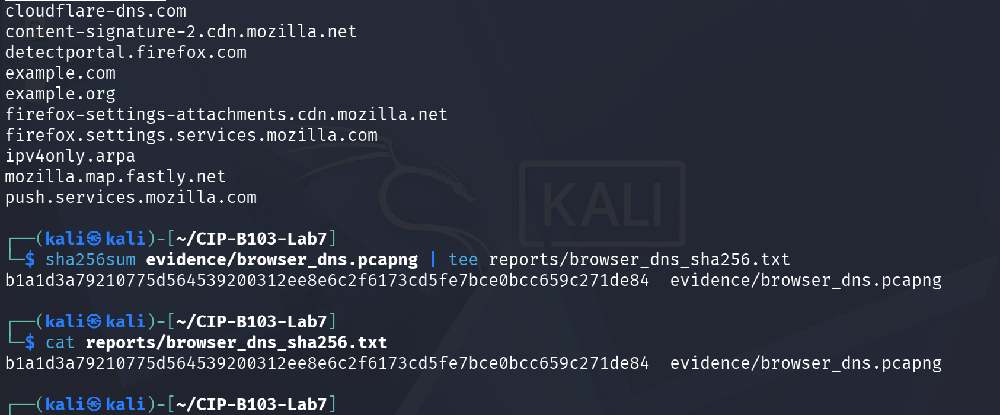 cloudflare-dns.com
content-signature-2.cdn.mozilla.net
detectportal.firefox.com
example.com
example.org
firefox-settings-attachments.cdn.mozilla.net
firefox.settings.services.mozilla.com
ipv4only.arpa
mozilla.map.fastly.net
push.services.mozilla.com
KALI
┌──(kali㉿kali)-[~/CIP-B103-Lab7]
└─$ sha256sum evidence/browser_dns.pcapng | tee reports/browser_dns_sha256.txt
b1a1d3a79210775d564539200312ee8e6c2f6173cd5fe7bce0bcc659c271de84  evidence/browser_dns.pcapng
┌──(kali㉿kali)-[~/CIP-B103-Lab7]
└─$ cat reports/browser_dns_sha256.txt
b1a1d3a79210775d564539200312ee8e6c2f6173cd5fe7bce0bcc659c271de84  evidence/browser_dns.pcapng
┌──(kali㉿kali)-[~/CIP-B103-Lab7]